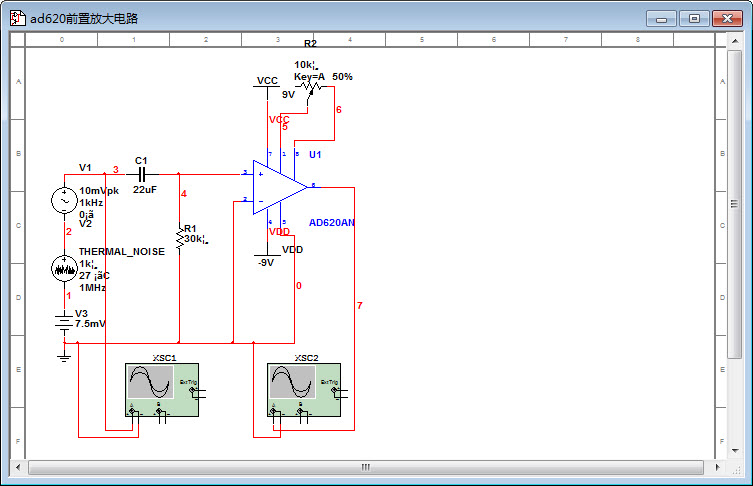 ad620前置放大电路
0 1 2 3 4 5 6 7 8
R2
10k¦¸
Key=A 50%
VCC
9V
6
VCC
5
A A
B B
7 1 8
U1
V1
3
C1
3
+
6
10mVpk
1kHz
0¡ã
22uF
4
2
-
V2
4 5
AD620AN
C C
2
R1
30k¦¸
VDD
VDD
THERMAL_NOISE
1k¦¸
27 ¡ãC
1MHz
-9V
0
D D
1
7
V3
7.5mV
XSC1
XSC2
E E
Ext Trig
Ext Trig
A B
A B
F F